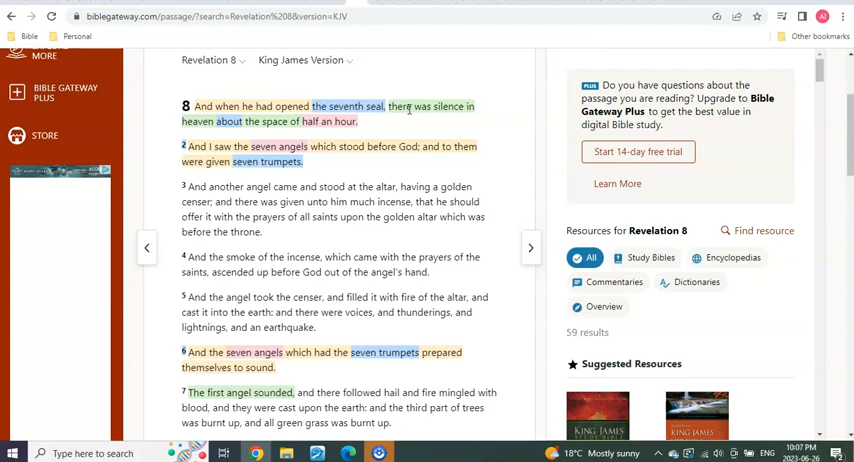 biblegateway.com/passage/?search=Revelation%208&version=KJV
Bible
Personal
Other bookmarks
MORE
BIBLE GATEWAY
PLUS
STORE
Revelation 8
King James Version
8 And when he had opened the seventh seal, there was silence in
heaven about the space of half an hour.
2 And I saw the seven angels which stood before God; and to them
were given seven trumpets.
3 And another angel came and stood at the altar, having a golden
censer; and there was given unto him much incense, that he should
offer it with the prayers of all saints upon the golden altar which was
before the throne.
4 And the smoke of the incense, which came with the prayers of the
saints, ascended up before God out of the angel's hand.
5 And the angel took the censer, and filled it with fire of the altar, and
cast it into the earth: and there were voices, and thunderings, and
lightnings, and an earthquake.
6 And the seven angels which had the seven trumpets prepared
themselves to sound.
7 The first angel sounded, and there followed hail and fire mingled with
blood, and they were cast upon the earth: and the third part of trees
was burnt up, and all green grass was burnt up.
PLUS Do you have questions about the
passage you are reading? Upgrade to Bible
Gateway Plus to get the best value in
digital Bible study.
Start 14-day free trial
Learn More
Resources for Revelation 8
Find resource
All
Study Bibles
Encyclopedias
Commentaries
Dictionaries
Overview
59 results
Suggested Resources
KING JAMES
KING JAMES
Type here to search
18°C Mostly sunny
ENG
10:07 PM
2023-06-26